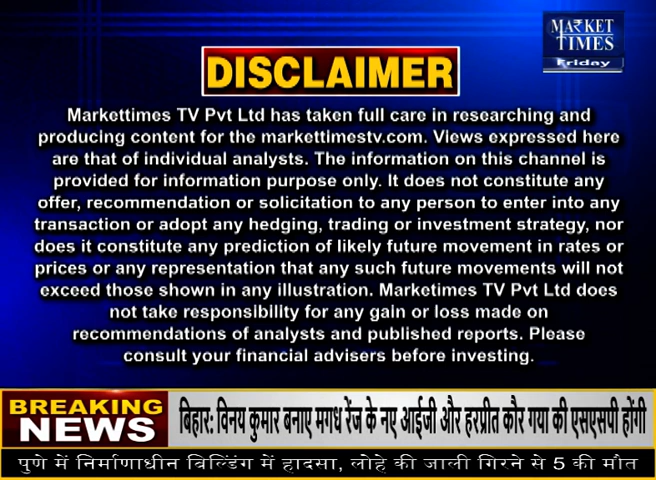 MARKET
TIMES
Friday
DISCLAIMER
Markettimes TV Pvt Ltd has taken full care in researching and
producing content for the markettimestv.com. Views expressed here
are that of individual analysts. The information on this channel is
provided for information purpose only. It does not constitute any
offer, recommendation or solicitation to any person to enter into any
transaction or adopt any hedging, trading or investment strategy, nor
does it constitute any prediction of likely future movement in rates or
prices or any representation that any such future movements will not
exceed those shown in any illustration. Marketimes TV Pvt Ltd does
not take responsibility for any gain or loss made on
recommendations of analysts and published reports. Please
consult your financial advisers before investing.
BREAKING
NEWS
बिहार: विनय कुमार बनाए मगध रेंज के नए आईजी और हरप्रीत कौर गया की एसएसपी होंगी
पुणे में निर्माणाधीन बिल्डिंग में हादसा, लोहे की जाली गिरने से 5 की मौत